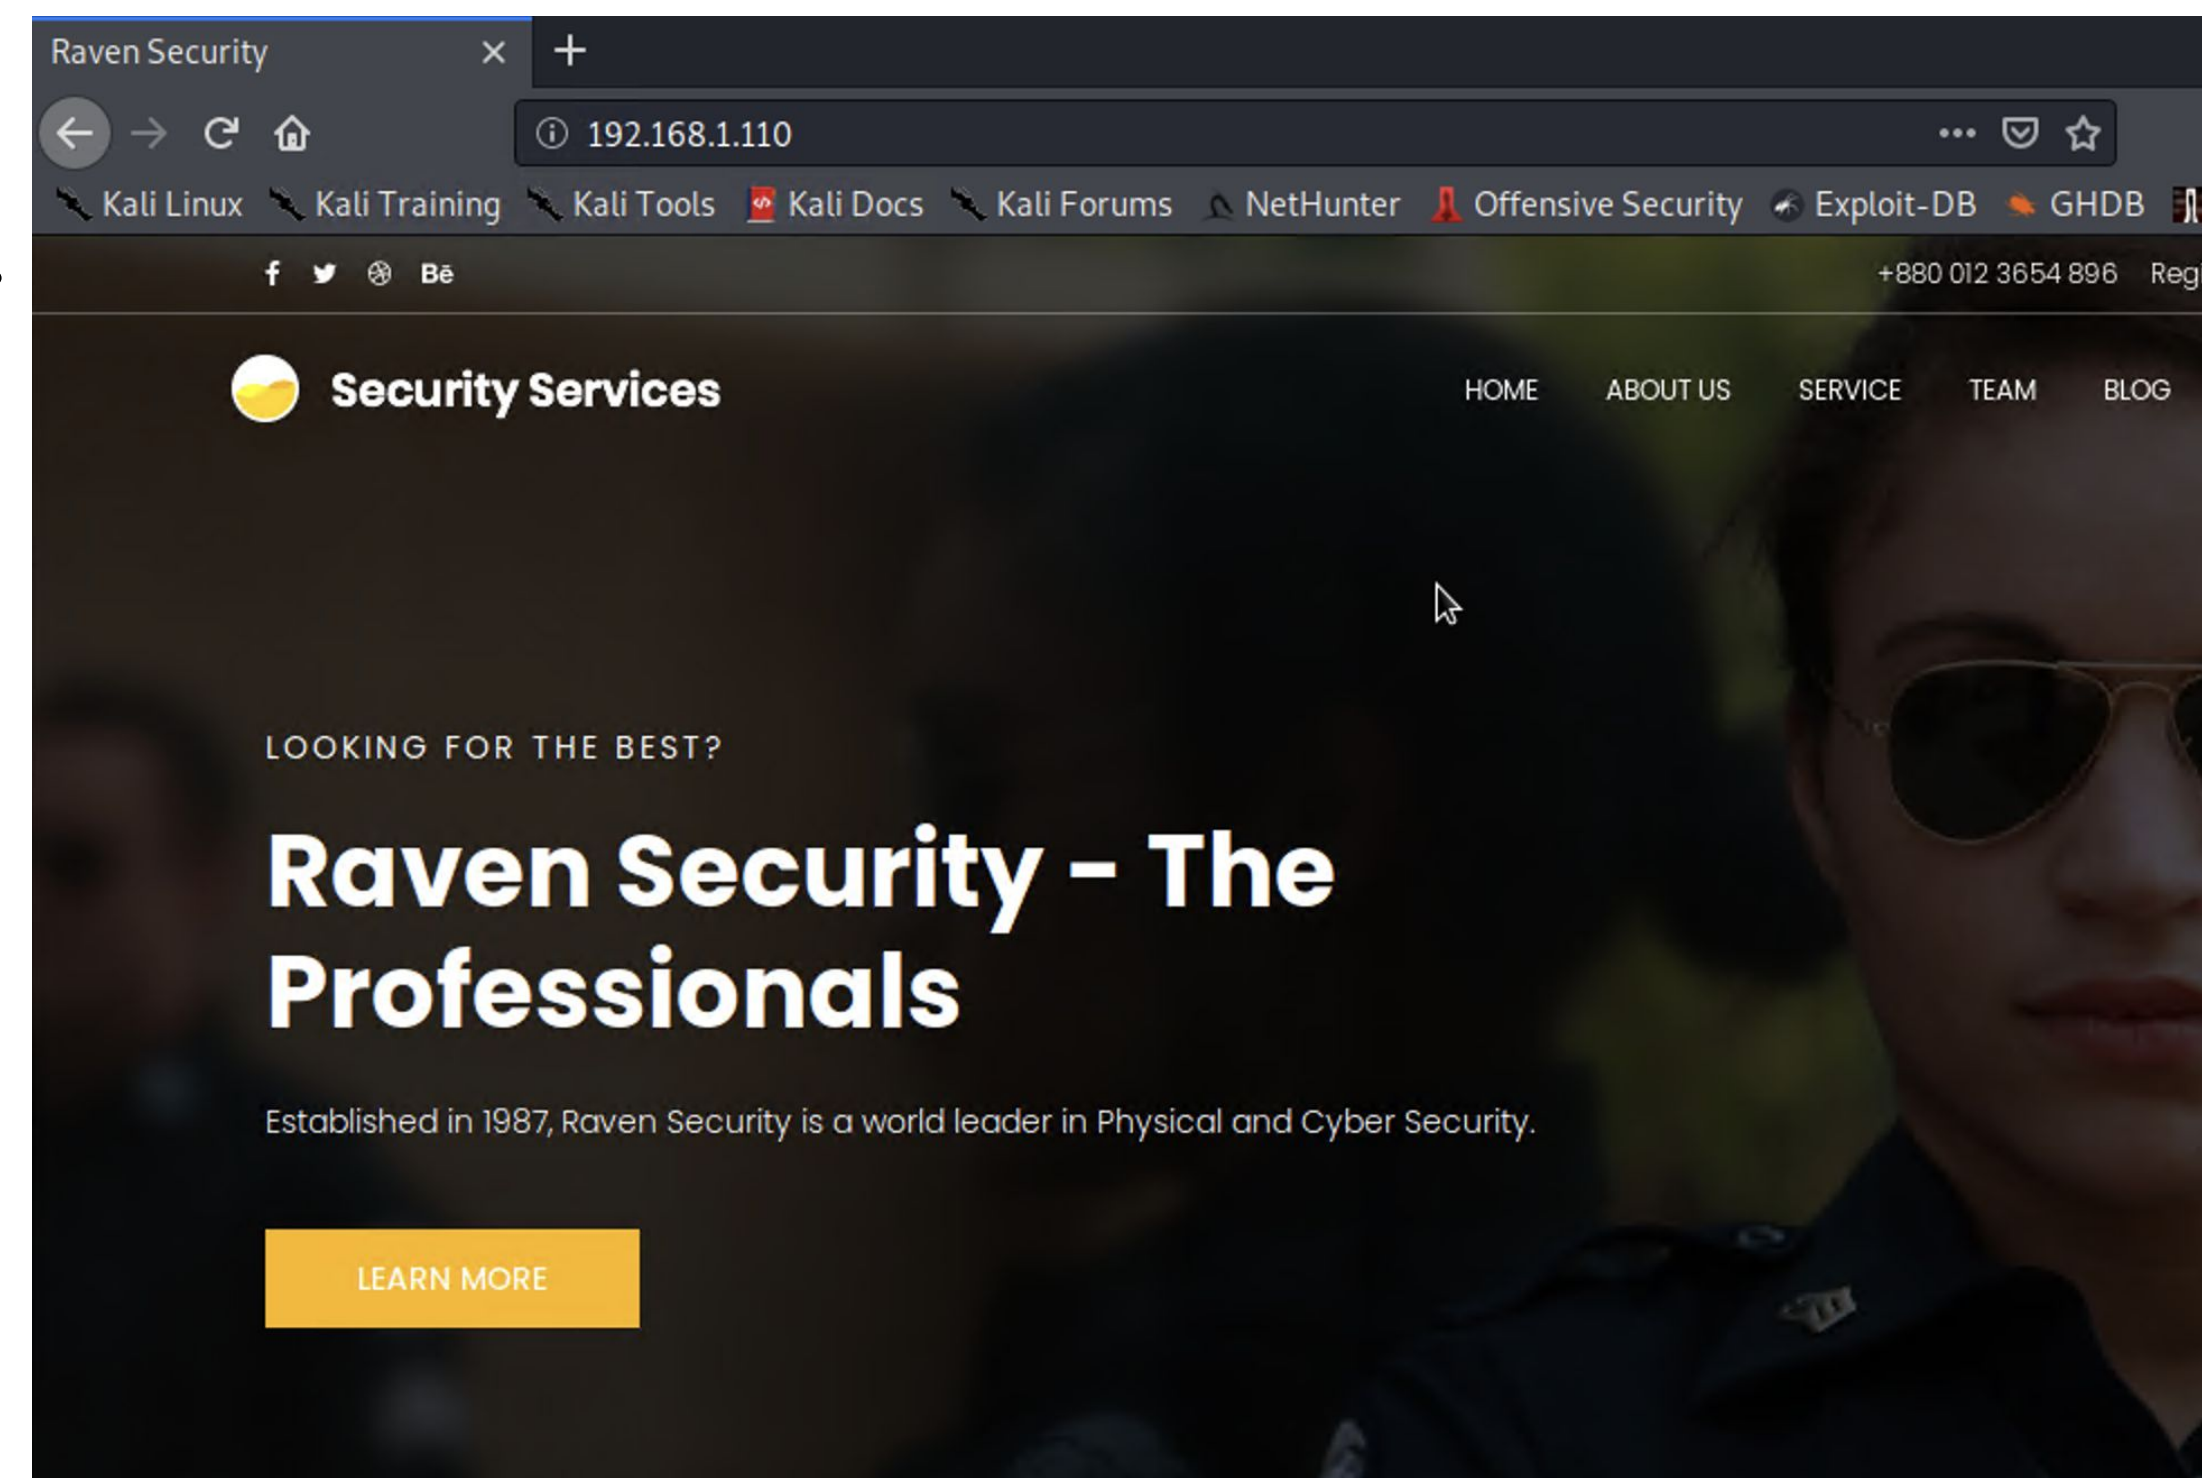 Raven Security
192.168.1.110
Kali Linux Kali Training Kali Tools Kali Docs Kali Forums NetHunter Offensive Security Exploit-DB GHDB
Bē +880 012 3654 896
Security Services HOME ABOUT US SERVICE TEAM BLOG
LOOKING FOR THE BEST?
Raven Security - The
Professionals
Established in 1987, Raven Security is a world leader in Physical and Cyber Security.
LEARN MORE